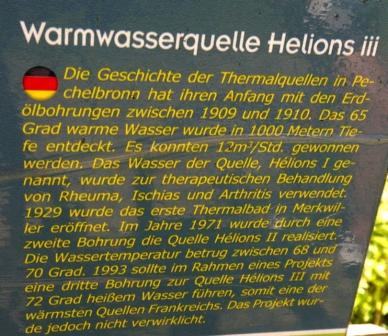 Warmwasserquelle Helions iii
Die Geschichte der Thermalquellen in Pe-
chelbronn hat ihren Anfang mit den Erd-
ölbohrungen zwischen 1909 und 1910. Das 65
Grad warme Wasser wurde in 1000 Metern Tie-
fe entdeckt. Es konnten 12m³/Std. gewonnen
werden. Das Wasser der Quelle, Hélions I ge-
nannt, wurde zur therapeutischen Behandlung
von Rheuma, Ischias und Arthritis verwendet.
1929 wurde das erste Thermalbad in Merkwil-
ler eröffnet. Im Jahre 1971 wurde durch eine
zweite Bohrung die Quelle Hélions II realisiert.
Die Wassertemperatur betrug zwischen 68 und
70 Grad. 1993 sollte im Rahmen eines Projekts
eine dritte Bohrung zur Quelle Hélions III mit
72 Grad heißem Wasser führen, somit eine der
wärmsten Quellen Frankreichs. Das Projekt wur-
de jedoch nicht verwirklicht.